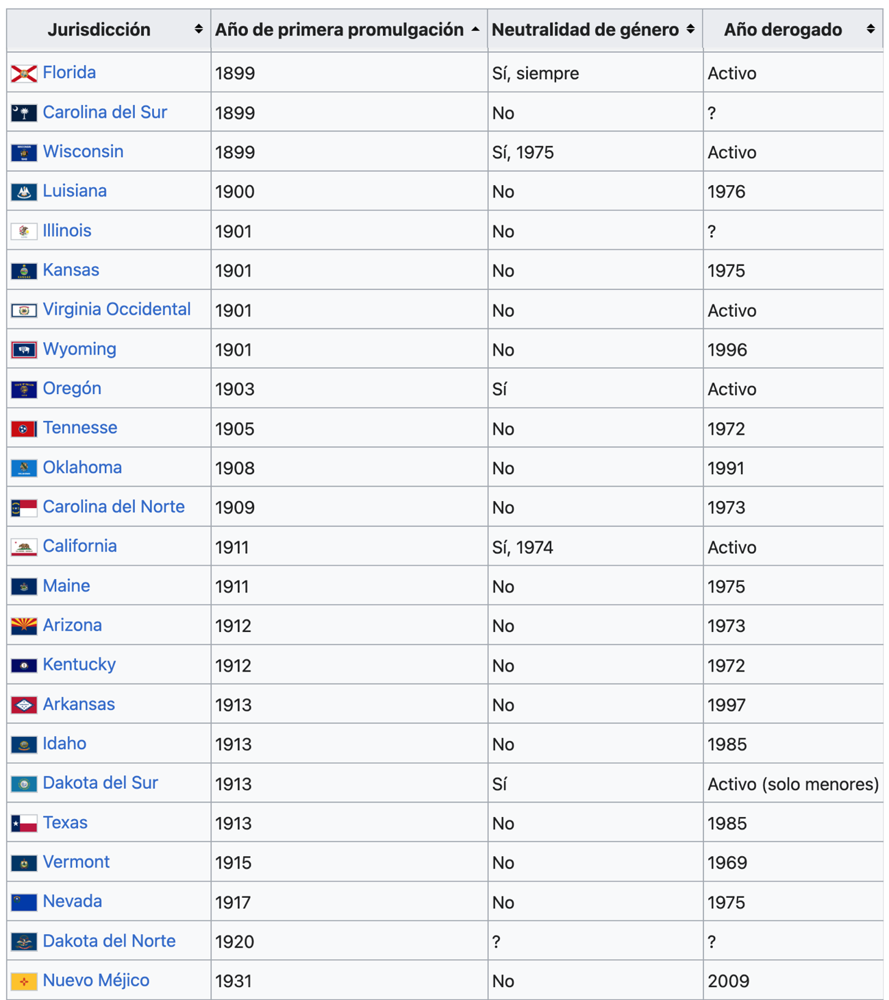 Jurisdicción Año de primera promulgación Neutralidad de género Año derogado
Florida 1899 Sí, siempre Activo
Carolina del Sur 1899 No ?
Wisconsin 1899 Sí, 1975 Activo
Luisiana 1900 No 1976
Illinois 1901 No ?
Kansas 1901 No 1975
Virginia Occidental 1901 No Activo
Wyoming 1901 No 1996
Oregón 1903 Sí Activo
Tennesse 1905 No 1972
Oklahoma 1908 No 1991
Carolina del Norte 1909 No 1973
California 1911 Sí, 1974 Activo
Maine 1911 No 1975
Arizona 1912 No 1973
Kentucky 1912 No 1972
Arkansas 1913 No 1997
Idaho 1913 No 1985
Dakota del Sur 1913 Sí Activo (solo menores)
Texas 1913 No 1985
Vermont 1915 No 1969
Nevada 1917 No 1975
Dakota del Norte 1920 ? ?
Nuevo Méjico 1931 No 2009